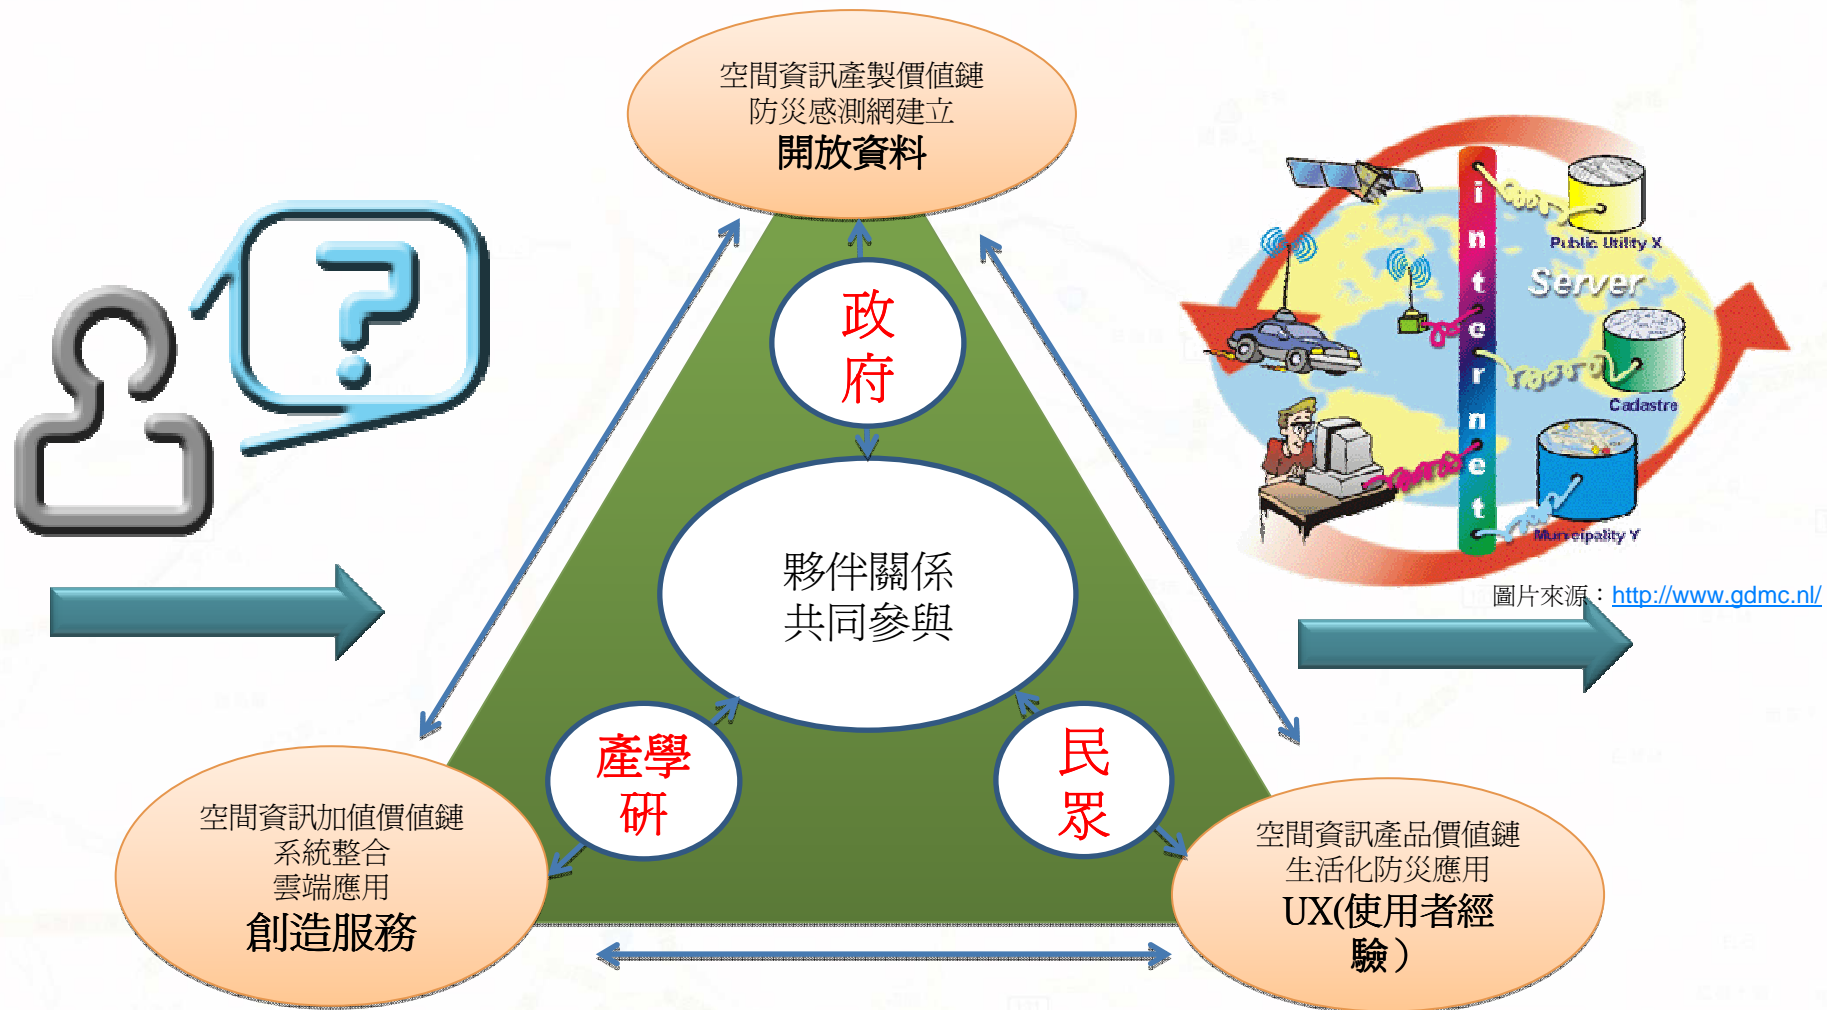 空間資訊產製價值鏈
防災感測網建立
開放資料
政
府
夥伴關係
共同參與
產學
研
民
眾
空間資訊加值價值鏈
系統整合
雲端應用
創造服務
空間資訊產品價值鏈
生活化防災應用
UX(使用者經
驗）
?
internet
Public Utility X
Server
Cadastre
Municipality Y
圖片來源：http://www.gdmc.nl/